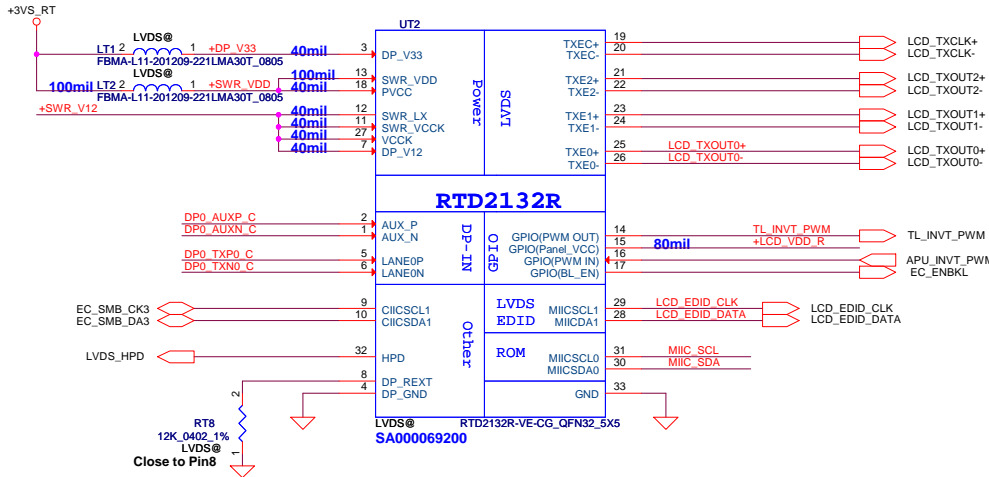 +3VS_RT
UT2
LVDS@
LT1 2 1 +DP_V33 40mil 3 DP_V33
FBMA-L11-201209-221LMA30T_0805
LVDS@
100mil LT2 2 1 +SWR_VDD 100mil 13 SWR_VDD
40mil 18 PVCC
FBMA-L11-201209-221LMA30T_0805
+SWR_V12 40mil 12 SWR_LX
40mil 11 SWR_VCCK
40mil 27 VCCK
40mil 7 DP_V12
Power
LVDS
TXEC+ 19 LCD_TXCLK+
TXEC- 20 LCD_TXCLK-
TXE2+ 21 LCD_TXOUT2+
TXE2- 22 LCD_TXOUT2-
TXE1+ 23 LCD_TXOUT1+
TXE1- 24 LCD_TXOUT1-
TXE0+ 25 LCD_TXOUT0+ LCD_TXOUT0+
TXE0- 26 LCD_TXOUT0- LCD_TXOUT0-
RTD2132R
DP0_AUXP_C 2 AUX_P
DP0_AUXN_C 1 AUX_N
DP0_TXP0_C 5 LANE0P
DP0_TXN0_C 6 LANE0N
DP-IN
GPIO
GPIO(PWM OUT) 14 TL_INVT_PWM TL_INVT_PWM
GPIO(Panel_VCC) 15 80mil +LCD_VDD_R
GPIO(PWM IN) 16 APU_INVT_PWM
GPIO(BL_EN) 17 EC_ENBKL
EC_SMB_CK3 9 CIICSCL1
EC_SMB_DA3 10 CIICSDA1
Other
LVDS
EDID
MIICSCL1 29 LCD_EDID_CLK LCD_EDID_CLK
MIICDA1 28 LCD_EDID_DATA LCD_EDID_DATA
LVDS_HPD 32 HPD
ROM
MIICSCL0 31 MIIC_SCL
MIICSDA0 30 MIIC_SDA
8 DP_REXT
4 DP_GND
GND 33
2
RT8
12K_0402_1%
LVDS@
1
Close to Pin8
LVDS@ RTD2132R-VE-CG_QFN32_5X5
SA000069200